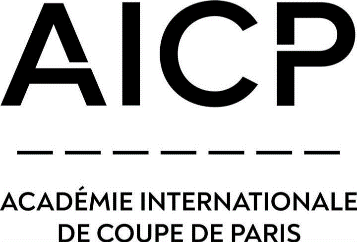 AICP
ACADÉMIE INTERNATIONALE
DE COUPE DE PARIS